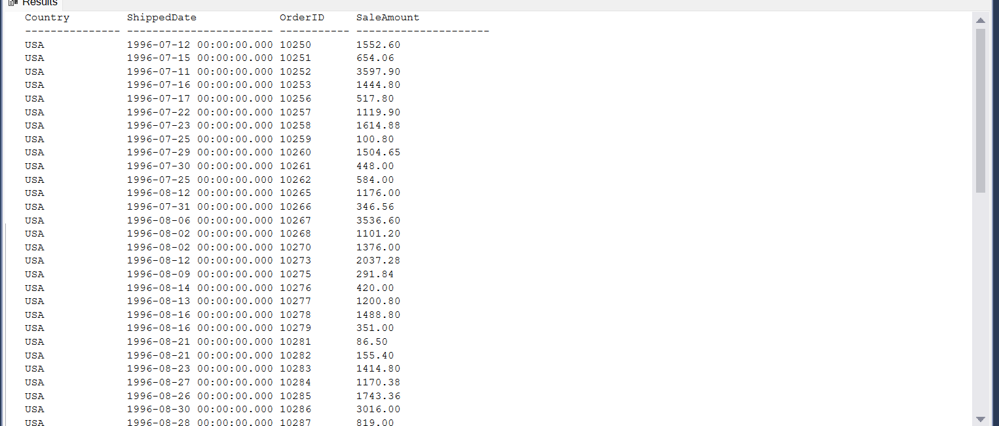 Results
Country         ShippedDate             OrderID     SaleAmount
--------------- ----------------------- ----------- ---------------------
USA             1996-07-12 00:00:00.000 10250       1552.60
USA             1996-07-15 00:00:00.000 10251       654.06
USA             1996-07-11 00:00:00.000 10252       3597.90
USA             1996-07-16 00:00:00.000 10253       1444.80
USA             1996-07-17 00:00:00.000 10256       517.80
USA             1996-07-22 00:00:00.000 10257       1119.90
USA             1996-07-23 00:00:00.000 10258       1614.88
USA             1996-07-25 00:00:00.000 10259       100.80
USA             1996-07-29 00:00:00.000 10260       1504.65
USA             1996-07-30 00:00:00.000 10261       448.00
USA             1996-07-25 00:00:00.000 10262       584.00
USA             1996-08-12 00:00:00.000 10265       1176.00
USA             1996-07-31 00:00:00.000 10266       346.56
USA             1996-08-06 00:00:00.000 10267       3536.60
USA             1996-08-02 00:00:00.000 10268       1101.20
USA             1996-08-02 00:00:00.000 10270       1376.00
USA             1996-08-12 00:00:00.000 10273       2037.28
USA             1996-08-09 00:00:00.000 10275       291.84
USA             1996-08-14 00:00:00.000 10276       420.00
USA             1996-08-13 00:00:00.000 10277       1200.80
USA             1996-08-16 00:00:00.000 10278       1488.80
USA             1996-08-16 00:00:00.000 10279       351.00
USA             1996-08-21 00:00:00.000 10281       86.50
USA             1996-08-21 00:00:00.000 10282       155.40
USA             1996-08-23 00:00:00.000 10283       1414.80
USA             1996-08-27 00:00:00.000 10284       1170.38
USA             1996-08-26 00:00:00.000 10285       1743.36
USA             1996-08-30 00:00:00.000 10286       3016.00
USA             1996-08-28 00:00:00.000 10287       819.00